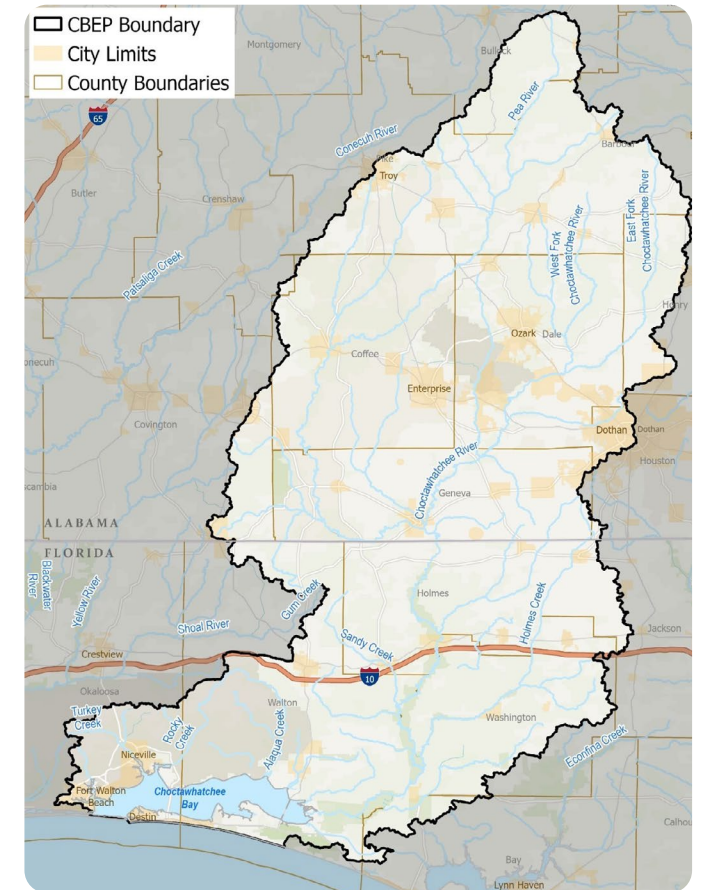 CBEP Boundary
City Limits
County Boundaries
Montgomery
Bullock
Pea River
65
Conecuh River
Barbour
Pike
Troy
Butler
Crenshaw
West Fork
Choctawhatchee River
East Fork
Choctawhatchee River
Patsaliga Creek
Henry
Ozark
Dale
Coffee
onecuh
Enterprise
Covington
Dothan
Dothan
Houston
Choctawhatchee River
Geneva
scambia
ALABAMA
FLORIDA
Blackwater
River
Yellow River
Gum Creek
Holmes
Holmes Creek
Shoal River
Sandy Creek
Jackson
Crestview
10
Okaloosa
Turkey
Creek
Rocky
Creek
Walton
Alaqua Creek
Washington
Econfina Creek
Niceville
Fort Walton
Beach
Choctawhatchee
Bay
Destin
Calhou
Bay
Lynn Haven